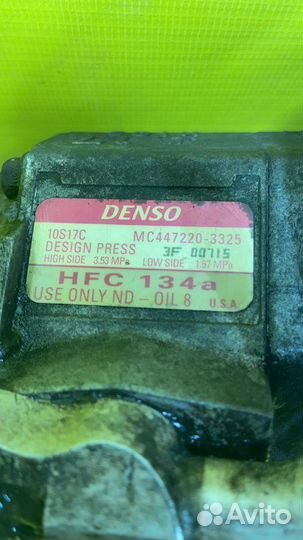 DENSO
10S17C MC447220-3325
DESIGN PRESS 3F 00715
HIGH SIDE 3.53 MPa LOW SIDE 1.97 MPa
HFC 134a
USE ONLY ND-OIL 8 U.S.A.
Avito